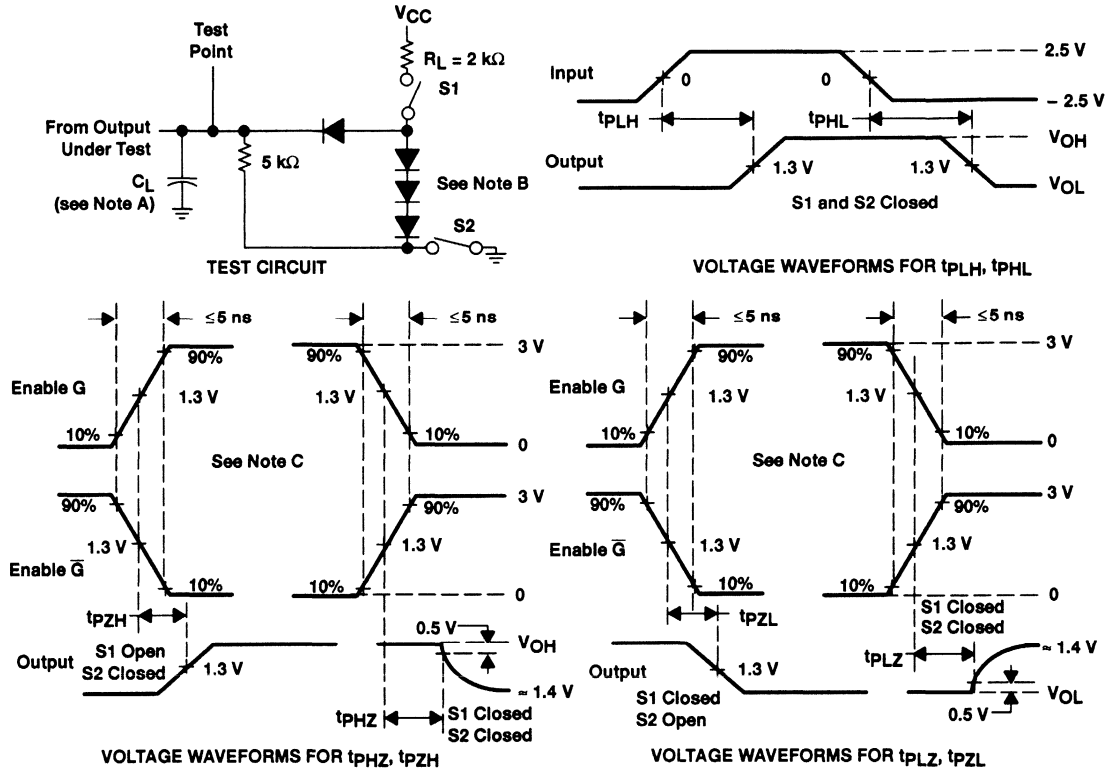 Test
Point
VCC
RL = 2 kΩ
S1
From Output
Under Test
5 kΩ
CL
(see Note A)
See Note B
S2
TEST CIRCUIT
Input
0
0
2.5 V
– 2.5 V
tPLH
tPHL
Output
1.3 V
1.3 V
VOH
VOL
S1 and S2 Closed
VOLTAGE WAVEFORMS FOR tPLH, tPHL
≤5 ns
≤5 ns
90%
90%
3 V
Enable G
1.3 V
1.3 V
10%
10%
0
See Note C
90%
90%
3 V
1.3 V
1.3 V
Enable G̅
10%
10%
0
tPZH
S1 Open
S2 Closed
Output
1.3 V
0.5 V
VOH
≈ 1.4 V
tPHZ
S1 Closed
S2 Closed
VOLTAGE WAVEFORMS FOR tPHZ, tPZH
≤5 ns
≤5 ns
90%
90%
3 V
Enable G
1.3 V
1.3 V
10%
10%
0
See Note C
90%
90%
3 V
1.3 V
1.3 V
Enable G̅
10%
10%
0
tPZL
S1 Closed
S2 Closed
Output
1.3 V
tPLZ
≈ 1.4 V
S1 Closed
S2 Open
0.5 V
VOL
VOLTAGE WAVEFORMS FOR tPLZ, tPZL